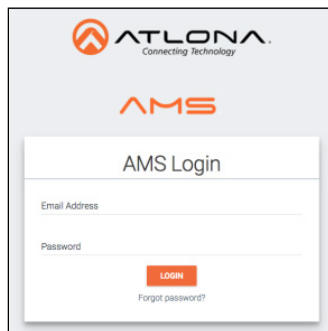 ATLONA.
Connecting Technology
AMS
AMS Login
Email Address
Password
LOGIN
Forgot password?